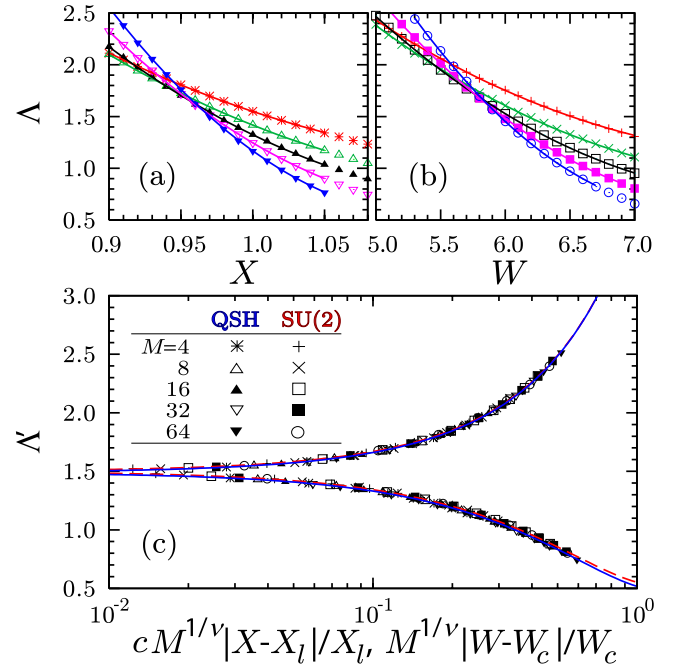 2.5
2.0
1.5
1.0
0.5
Λ
(a)
(b)
0.9 0.95 1.0 1.05 5.0 5.5 6.0 6.5 7.0
X W
3.0
2.5
2.0
1.5
1.0
0.5
Λ'
QSH SU(2)
M=4
8
16
32
64
(c)
10^-2 10^-1 10^0
cM^{1/ν}|X-X_l|/X_l, M^{1/ν}|W-W_c|/W_c